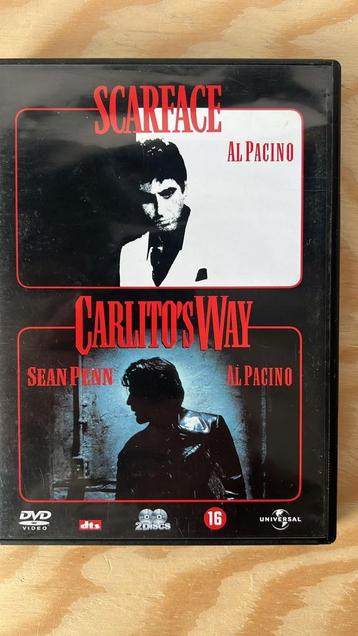 SCARFACE
AL PACINO
CARLITO'S WAY
SEAN PENN AL PACINO
DVD VIDEO dts 2 DISCS 16 UNIVERSAL